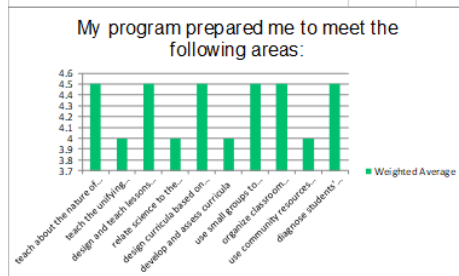 My program prepared me to meet the
following areas:
4.6
4.5
4.4
4.3
4.2
4.1
4
3.9
3.8
3.7
teach about the nature of...
teach the unifying...
design and teach lessons...
relate science to the...
design curricula based on...
develop and assess curricula
use small groups to...
organize classroom...
use community resources...
diagnose students'...
Weighted Average